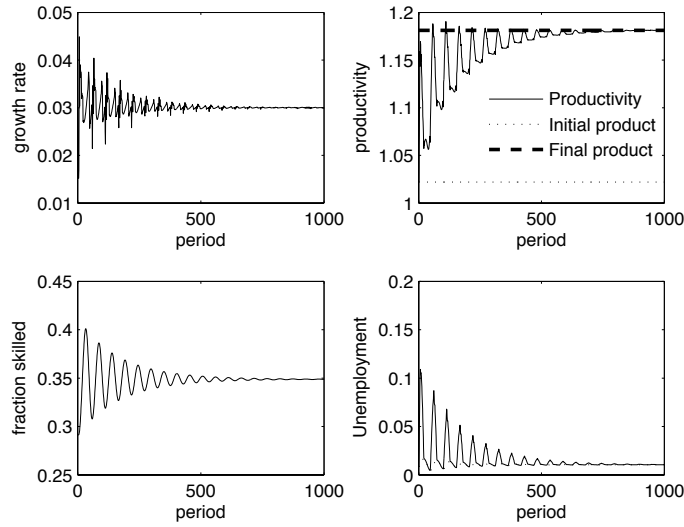 0.05
0.04
0.03
0.02
0.01
growth rate
0
500
1000
period
1.2
1.15
1.1
1.05
1
productivity
Productivity
Initial product
Final product
0
500
1000
period
0.45
0.4
0.35
0.3
0.25
fraction skilled
0
500
1000
period
0.2
0.15
0.1
0.05
0
Unemployment
0
500
1000
period